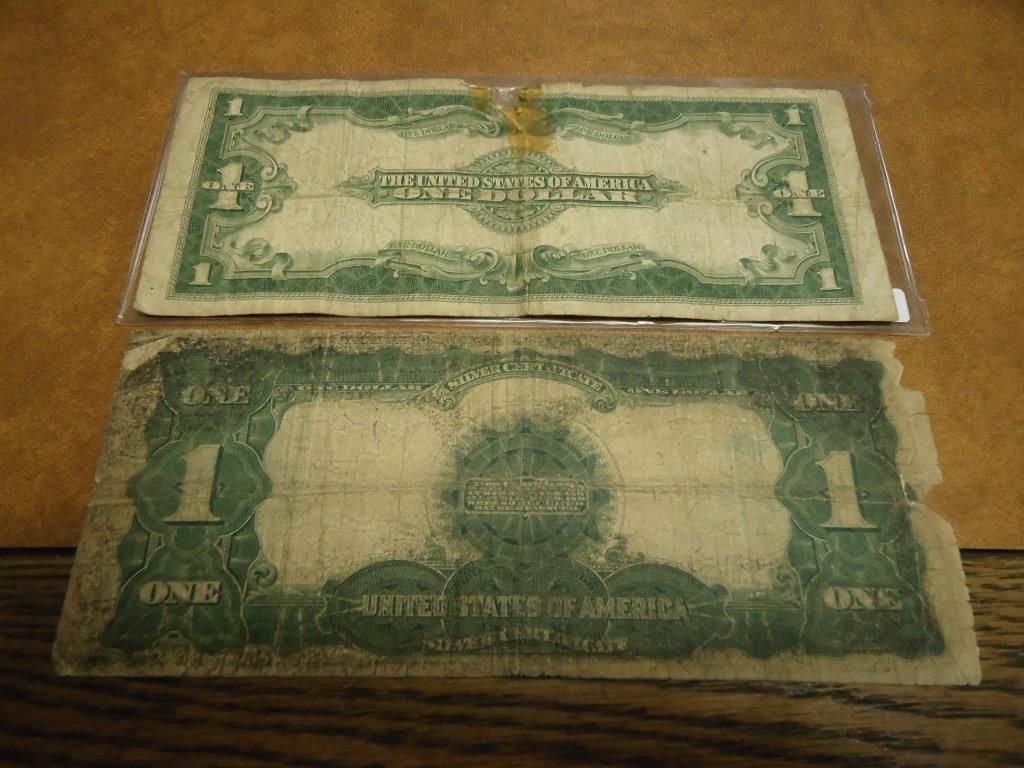 1 1
ONE DOLLAR ONE DOLLAR
1 ONE 1 ONE
THE UNITED STATES OF AMERICA
ONE DOLLAR
ONE DOLLAR ONE DOLLAR
1 1
SILVER CERTIFICATE
ONE ONE DOLLAR ONE DOLLAR ONE
1 1
ONE ONE
UNITED STATES OF AMERICA
SILVER CERTIFICATE